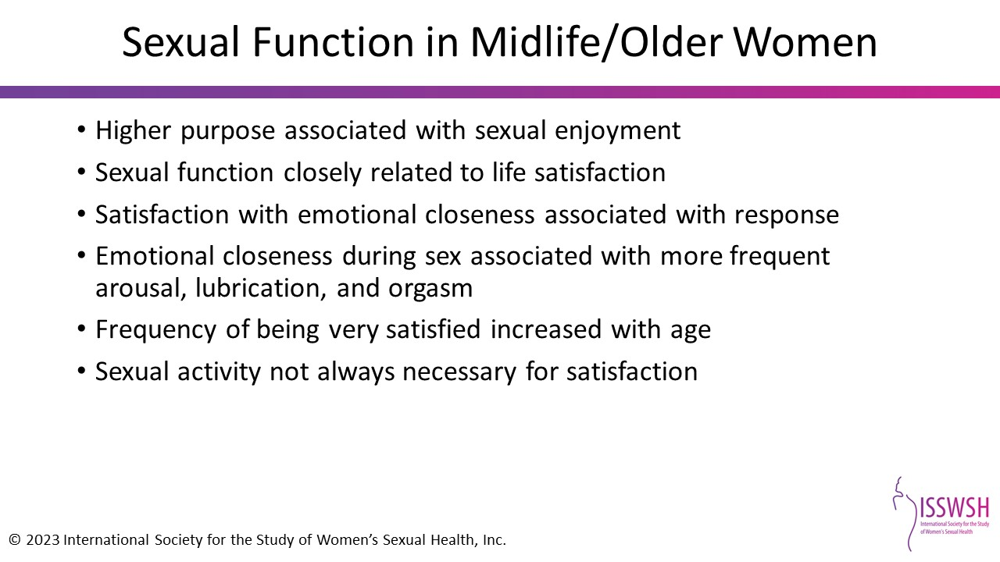 Sexual Function in Midlife/Older Women
• Higher purpose associated with sexual enjoyment
• Sexual function closely related to life satisfaction
• Satisfaction with emotional closeness associated with response
• Emotional closeness during sex associated with more frequent
arousal, lubrication, and orgasm
• Frequency of being very satisfied increased with age
• Sexual activity not always necessary for satisfaction
ISSWSH
International Society for the Study
of Women's Sexual Health
© 2023 International Society for the Study of Women’s Sexual Health, Inc.